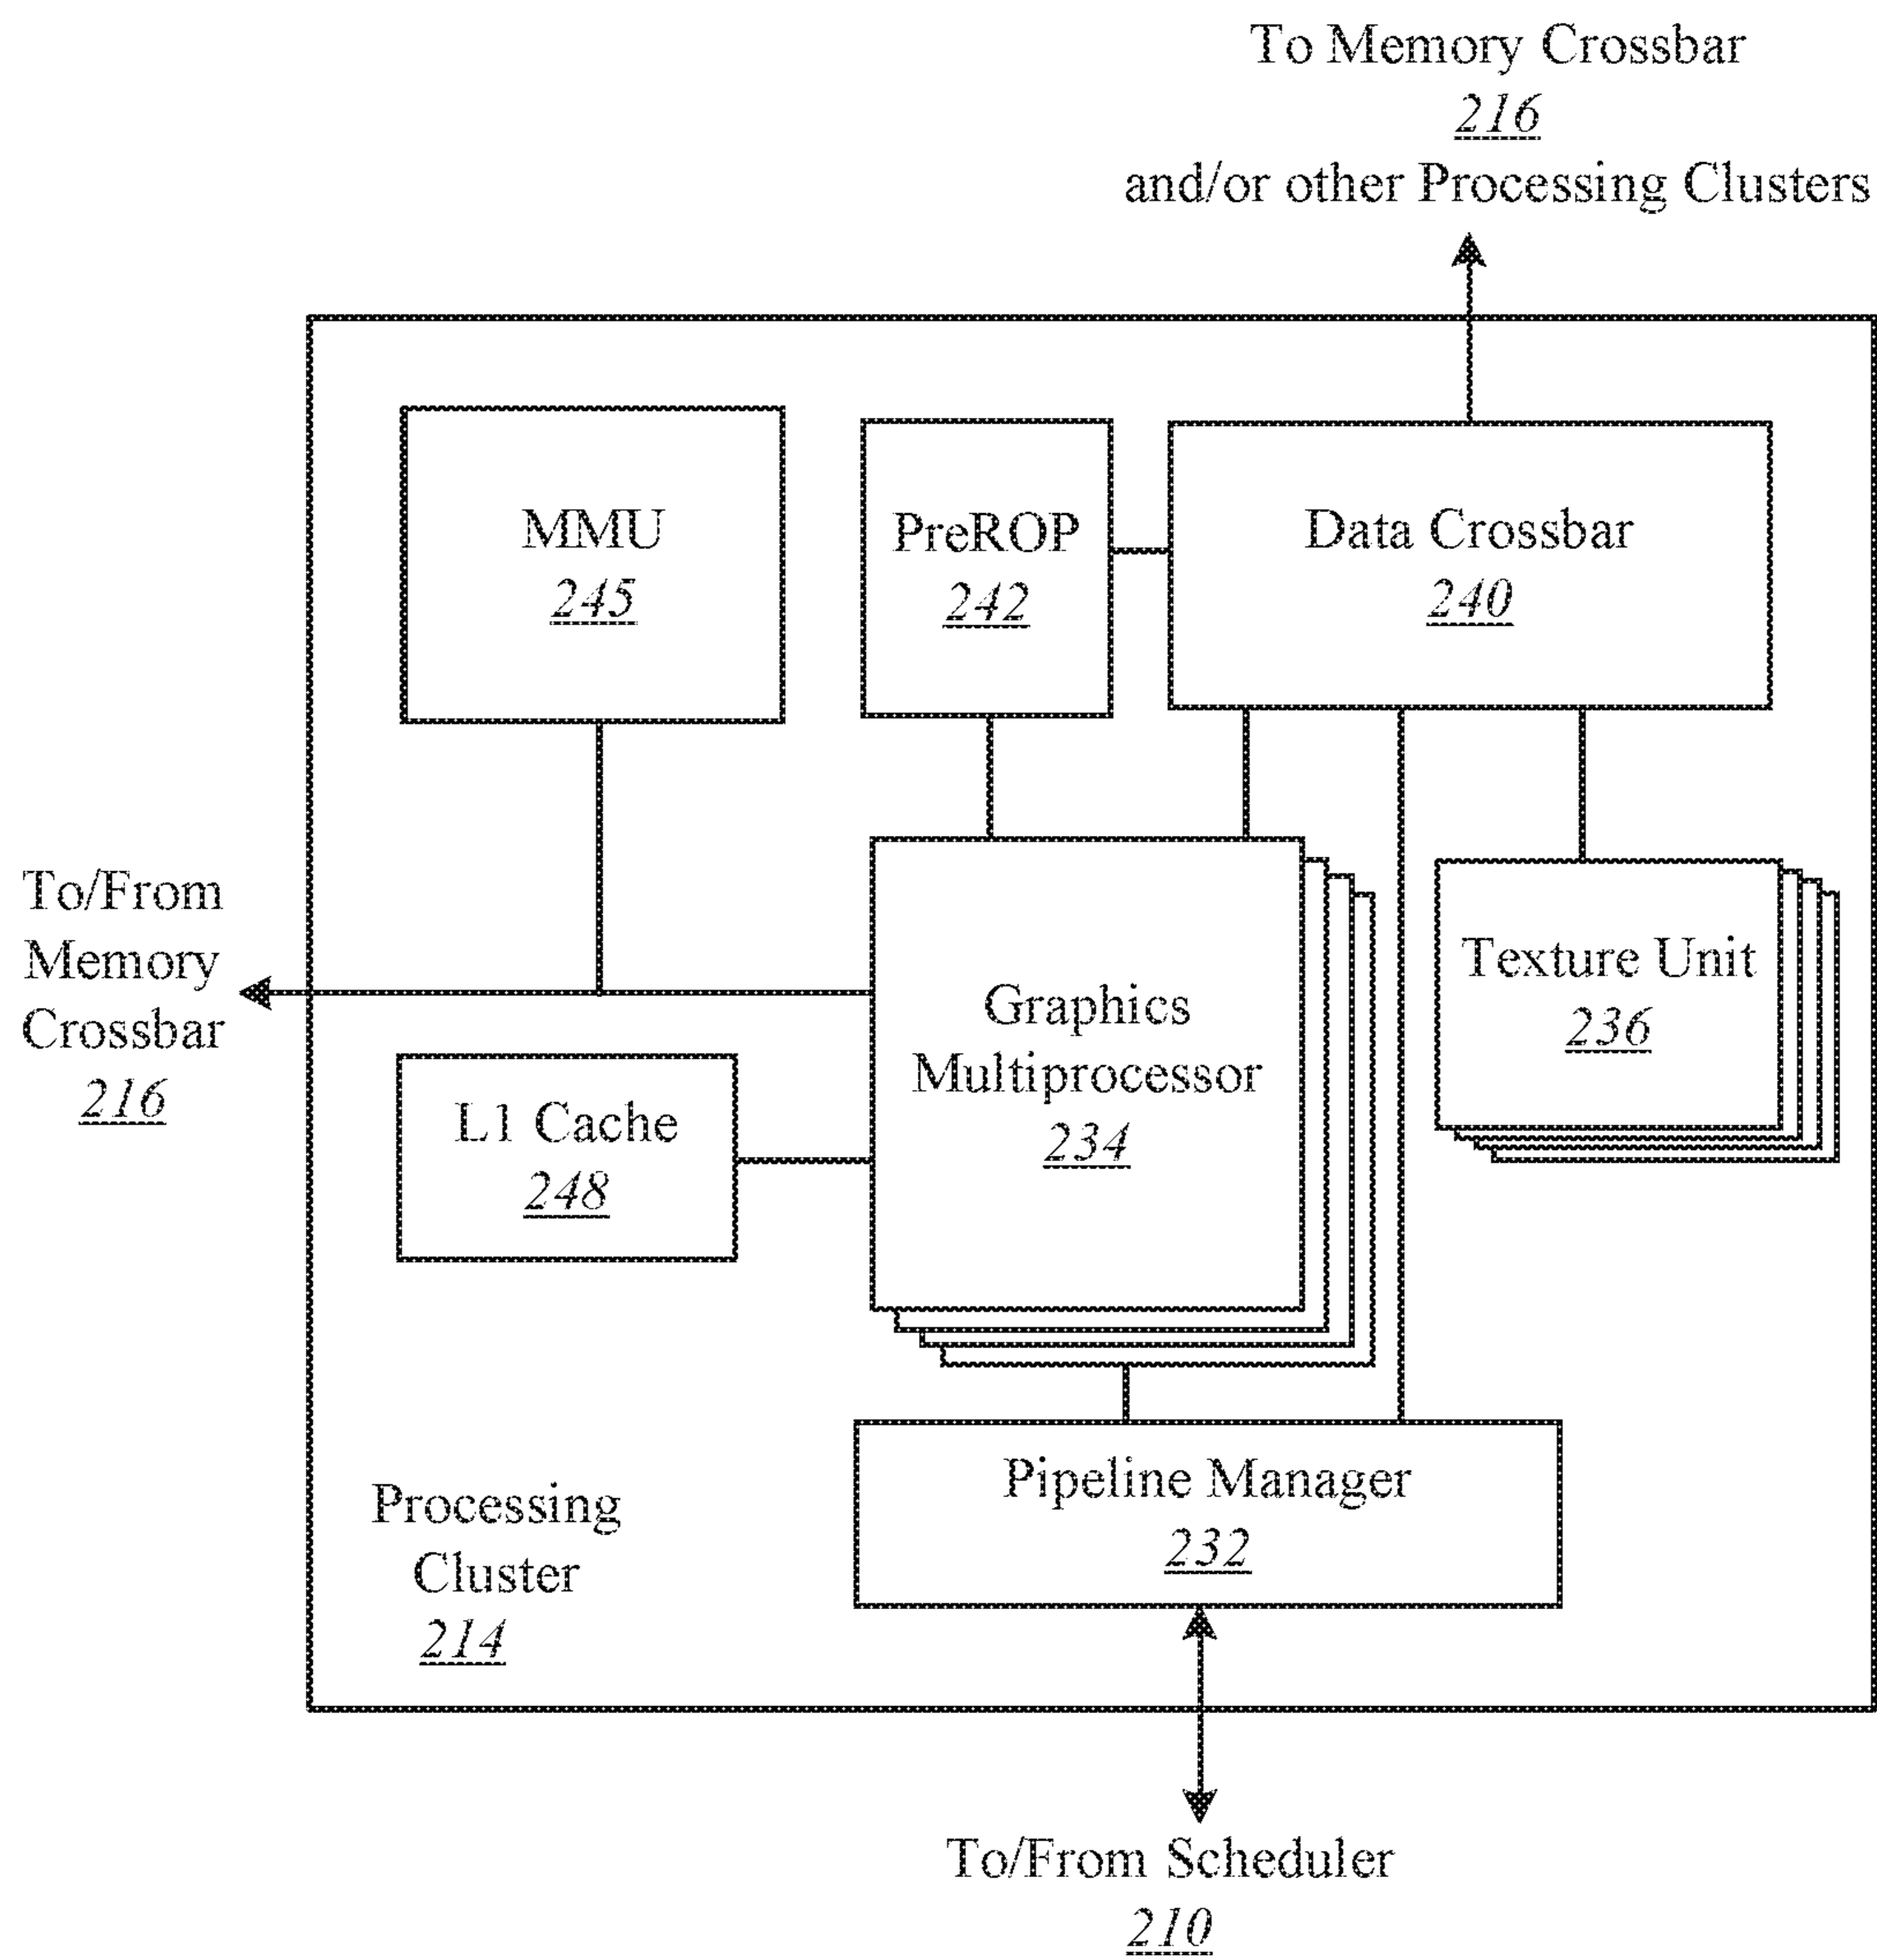 To Memory Crossbar
216
and/or other Processing Clusters
MMU
245
PreROP
242
Data Crossbar
240
To/From
Memory
Crossbar
216
Graphics
Multiprocessor
234
Texture Unit
236
L1 Cache
248
Pipeline Manager
232
Processing
Cluster
214
To/From Scheduler
210